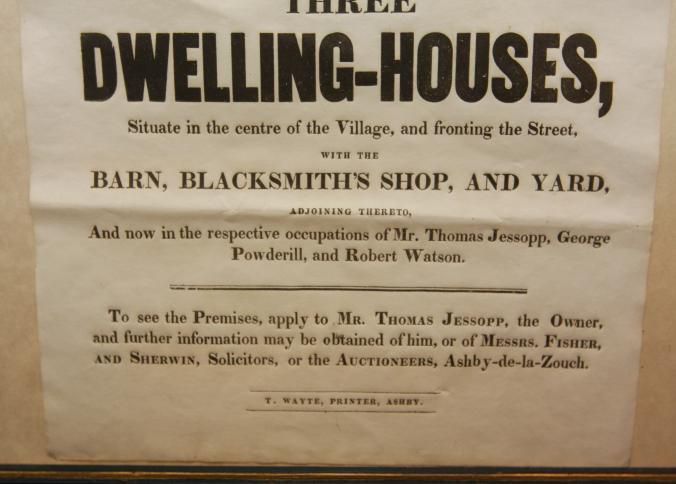 THREE
DWELLING-HOUSES,
Situate in the centre of the Village, and fronting the Street,
WITH THE
BARN, BLACKSMITH'S SHOP, AND YARD,
ADJOINING THERETO,
And now in the respective occupations of Mr. Thomas Jessopp, George
Powderill, and Robert Watson.
To see the Premises, apply to Mr. Thomas Jessopp, the Owner,
and further information may be obtained of him, or of Messrs. Fisher,
and Sherwin, Solicitors, or the Auctioneers, Ashby-de-la-Zouch.
T. WAYTE, PRINTER, ASHBY.